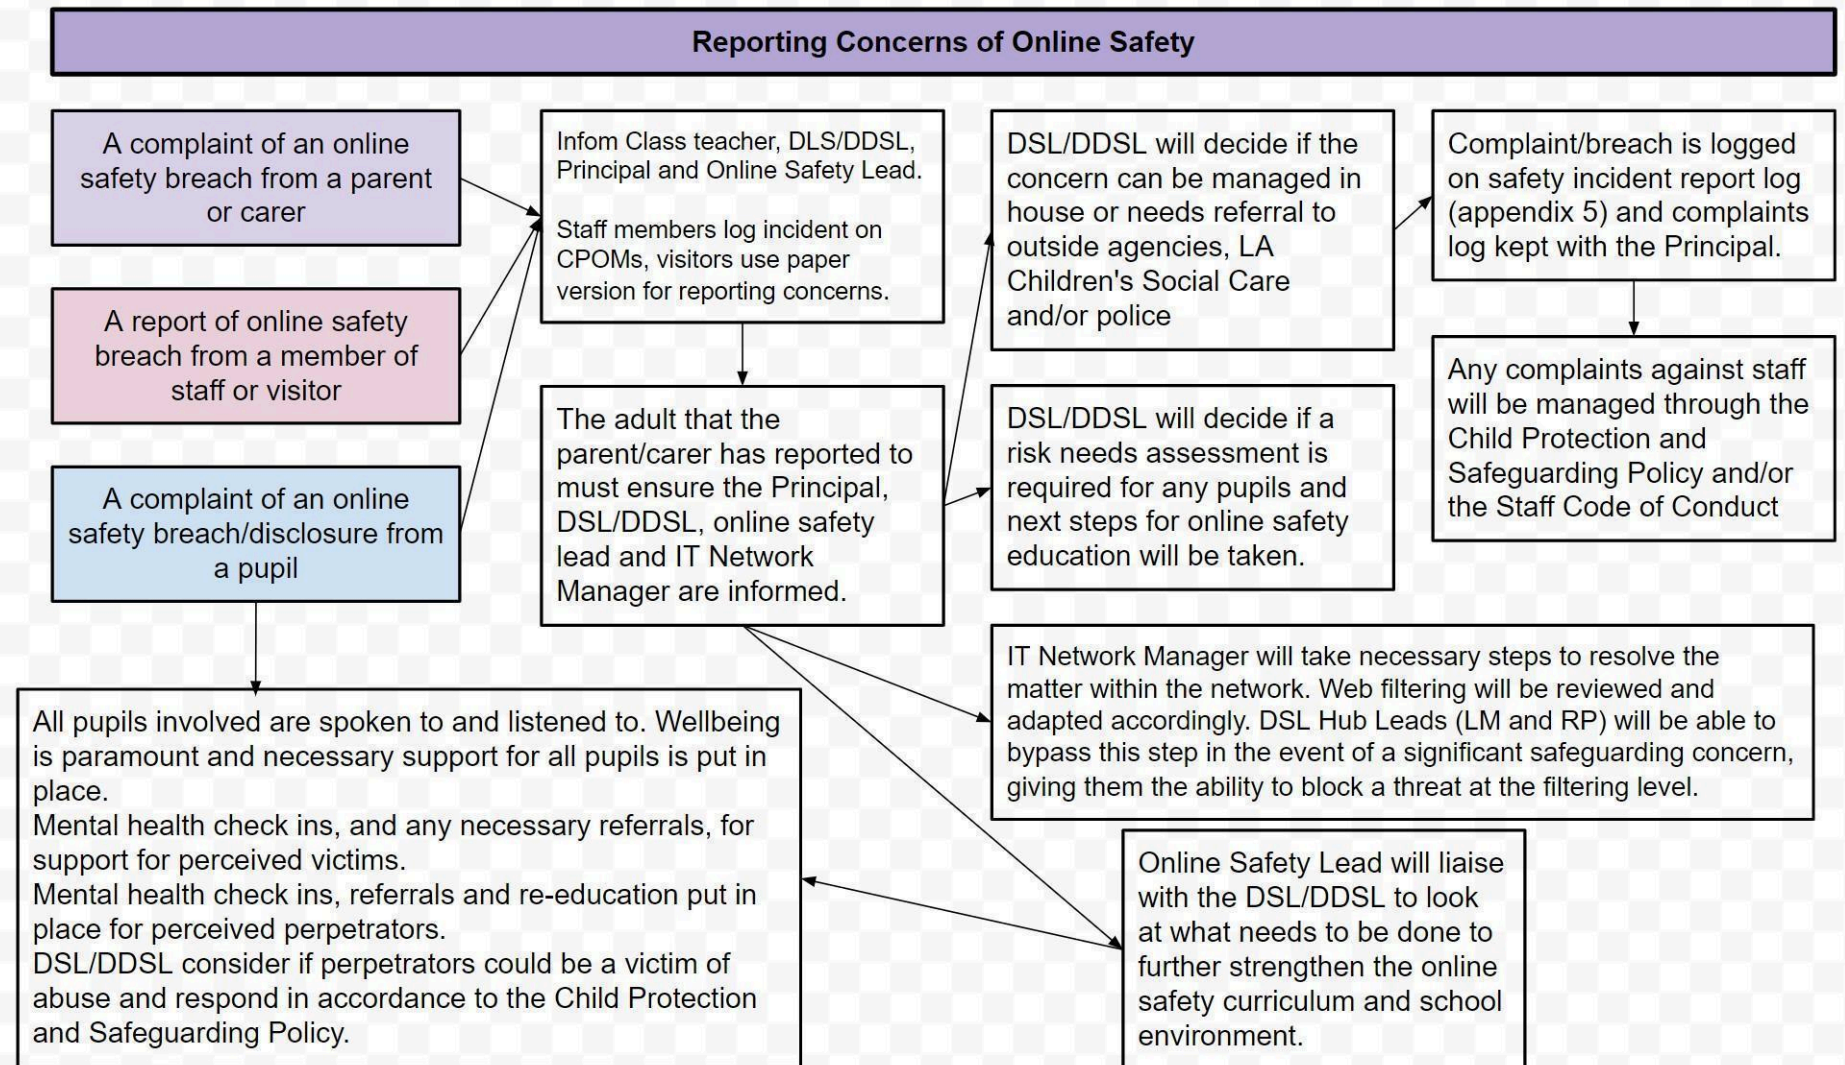 Reporting Concerns of Online Safety
A complaint of an online
safety breach from a parent
or carer
A report of online safety
breach from a member of
staff or visitor
A complaint of an online
safety breach/disclosure from
a pupil
Infom Class teacher, DLS/DDSL,
Principal and Online Safety Lead.
Staff members log incident on
CPOMs, visitors use paper
version for reporting concerns.
The adult that the
parent/carer has reported to
must ensure the Principal,
DSL/DDSL, online safety
lead and IT Network
Manager are informed.
DSL/DDSL will decide if the
concern can be managed in
house or needs referral to
outside agencies, LA
Children's Social Care
and/or police
DSL/DDSL will decide if a
risk needs assessment is
required for any pupils and
next steps for online safety
education will be taken.
Complaint/breach is logged
on safety incident report log
(appendix 5) and complaints
log kept with the Principal.
Any complaints against staff
will be managed through the
Child Protection and
Safeguarding Policy and/or
the Staff Code of Conduct
IT Network Manager will take necessary steps to resolve the
matter within the network. Web filtering will be reviewed and
adapted accordingly. DSL Hub Leads (LM and RP) will be able to
bypass this step in the event of a significant safeguarding concern,
giving them the ability to block a threat at the filtering level.
All pupils involved are spoken to and listened to. Wellbeing
is paramount and necessary support for all pupils is put in
place.
Mental health check ins, and any necessary referrals, for
support for perceived victims.
Mental health check ins, referrals and re-education put in
place for perceived perpetrators.
DSL/DDSL consider if perpetrators could be a victim of
abuse and respond in accordance to the Child Protection
and Safeguarding Policy.
Online Safety Lead will liaise
with the DSL/DDSL to look
at what needs to be done to
further strengthen the online
safety curriculum and school
environment.